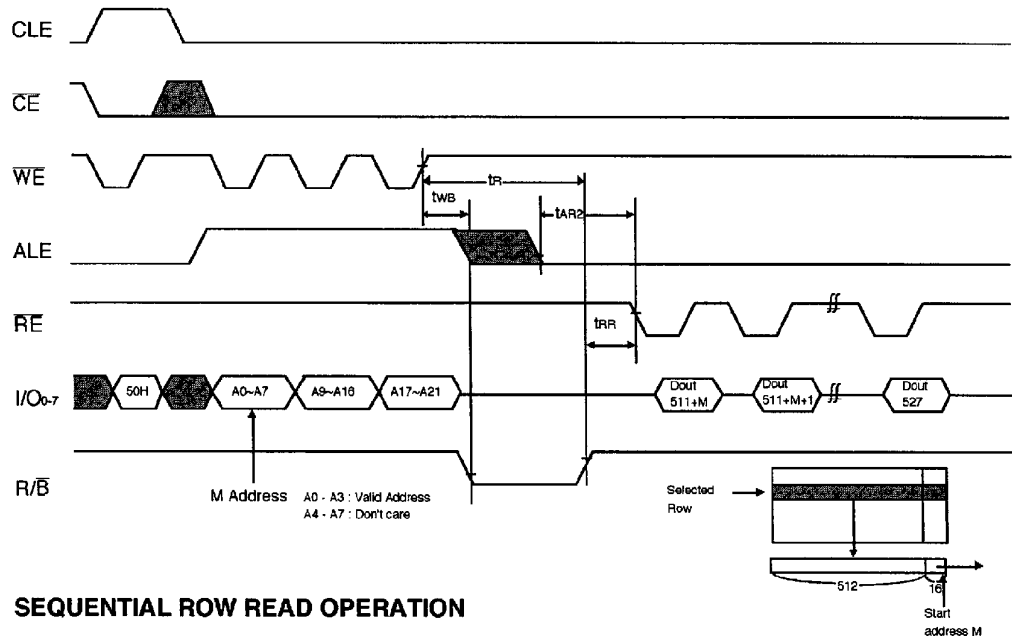 CLE
CE
WE
tR
tWB
tAR2
ALE
RE
tRR
I/O0-7
50H
A0~A7
A9~A16
A17~A21
Dout
511+M
Dout
511+M+1
Dout
527
R/B
M Address
A0 - A3 : Valid Address
A4 - A7 : Don't care
Selected
Row
512
16
Start
address M
SEQUENTIAL ROW READ OPERATION